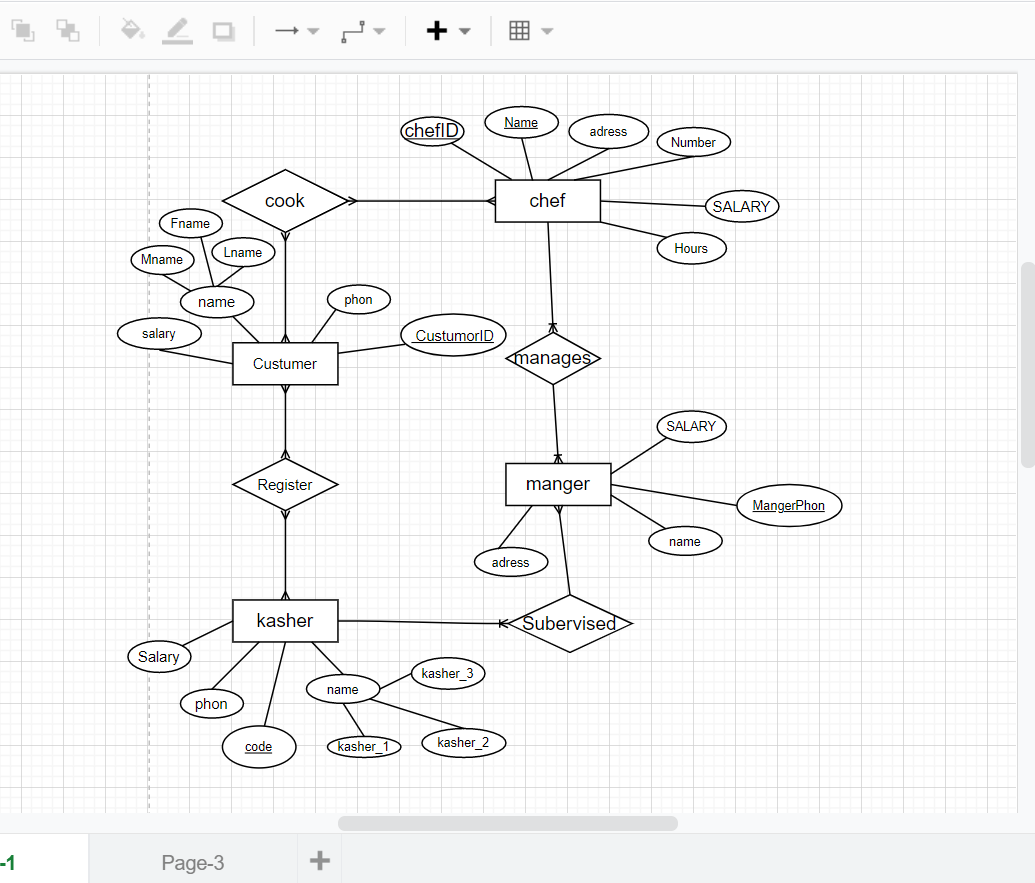 chefID
Name
adress
Number
cook
chef
SALARY
Fname
Lname
Hours
Mname
name
phon
salary
CustumorID
Custumer
manages
SALARY
Register
manger
MangerPhon
name
adress
kasher
Subervised
Salary
kasher_3
name
phon
code
kasher_1
kasher_2
-1
Page-3